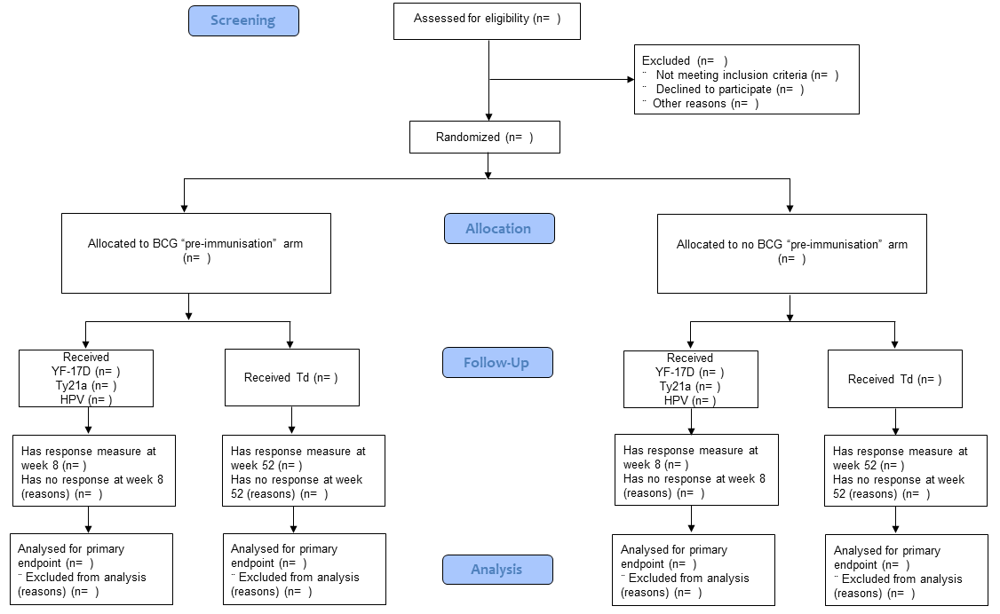 Screening
Assessed for eligibility (n=  )
Excluded  (n=   )
¨   Not meeting inclusion criteria (n=  )
¨   Declined to participate (n=  )
¨  Other reasons (n=  )
Randomized (n=  )
Allocation
Allocated to BCG “pre-immunisation” arm
(n=  )
Allocated to no BCG “pre-immunisation” arm
(n=  )
Follow-Up
Received
YF-17D (n= )
Ty21a (n= )
HPV (n= )
Received Td (n= )
Received
YF-17D (n= )
Ty21a (n= )
HPV (n= )
Received Td (n= )
Has response measure at
week 8 (n= )
Has no response at week 8
(reasons) (n=  )
Has response measure at
week 52 (n= )
Has no response at week
52 (reasons) (n=  )
Has response measure at
week 8 (n= )
Has no response at week 8
(reasons) (n=  )
Has response measure at
week 52 (n= )
Has no response at week
52 (reasons) (n=  )
Analysis
Analysed for primary
endpoint (n=  )
¨ Excluded from analysis
(reasons) (n=  )
Analysed for primary
endpoint (n=  )
¨ Excluded from analysis
(reasons) (n=  )
Analysed for primary
endpoint (n=  )
¨ Excluded from analysis
(reasons) (n=  )
Analysed for primary
endpoint (n=  )
¨ Excluded from analysis
(reasons) (n=  )